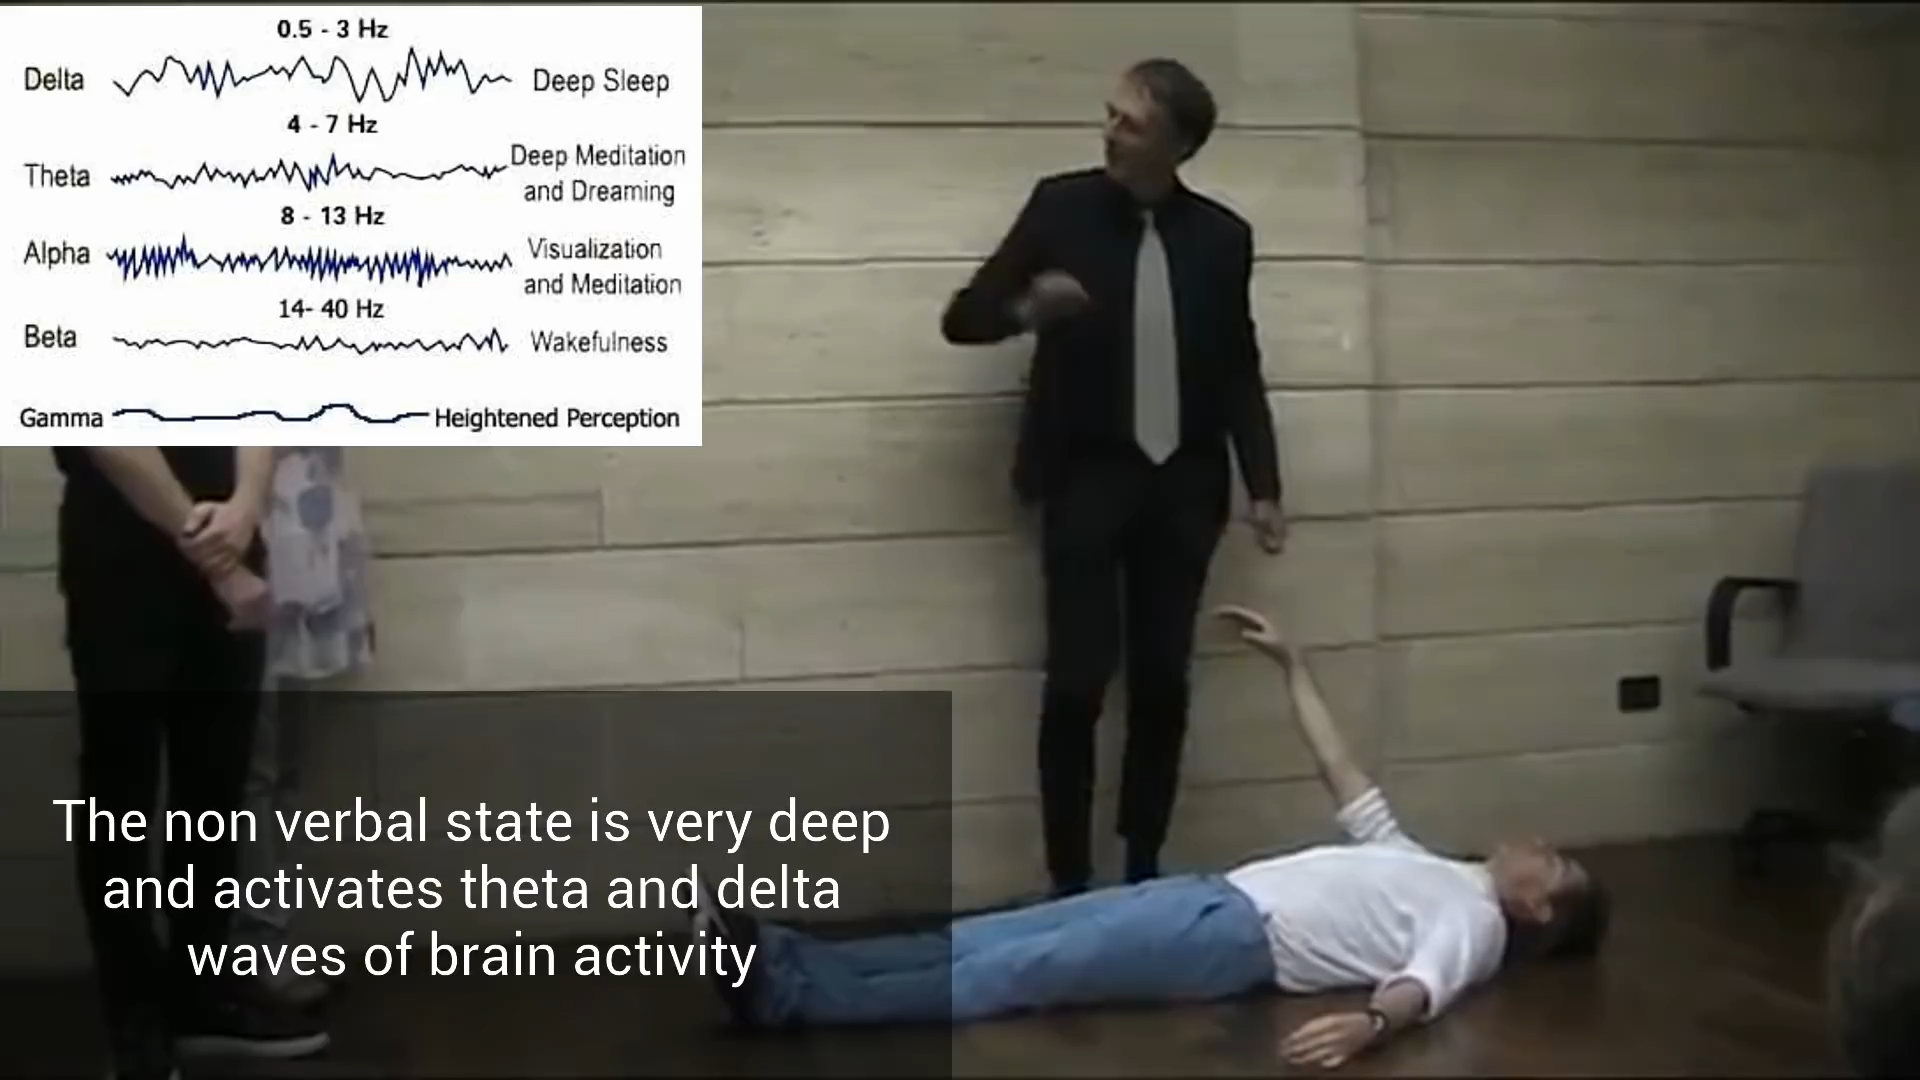 0.5 - 3 Hz
Delta Deep Sleep
4 - 7 Hz
Theta Deep Meditation
and Dreaming
8 - 13 Hz
Alpha Visualization
and Meditation
14- 40 Hz
Beta Wakefulness
Gamma Heightened Perception
The non verbal state is very deep
and activates theta and delta
waves of brain activity